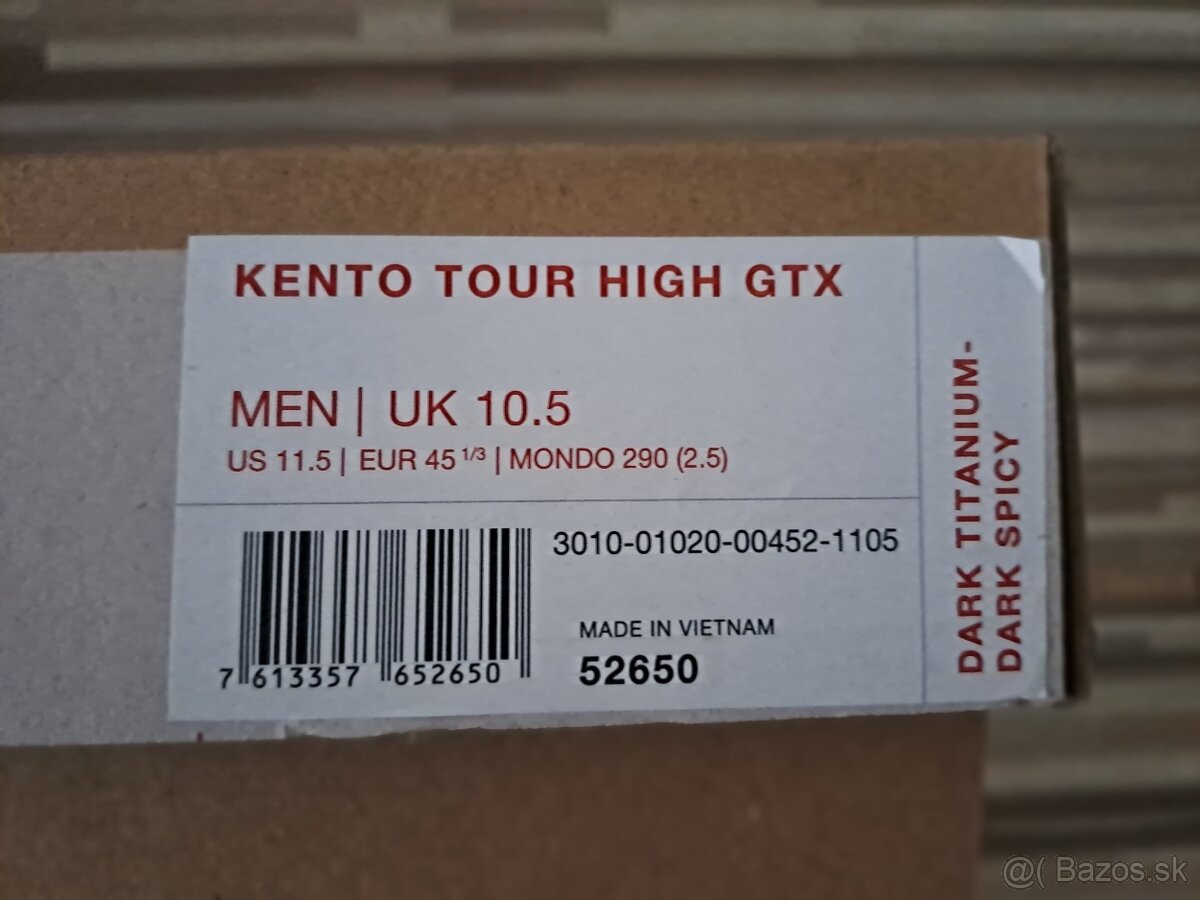 KENTO TOUR HIGH GTX
MEN | UK 10.5
US 11.5 | EUR 45 1/3 | MONDO 290 (2.5)
3010-01020-00452-1105
MADE IN VIETNAM
52650
7 613357 652650
DARK TITANIUM-
DARK SPICY
@( Bazos.sk